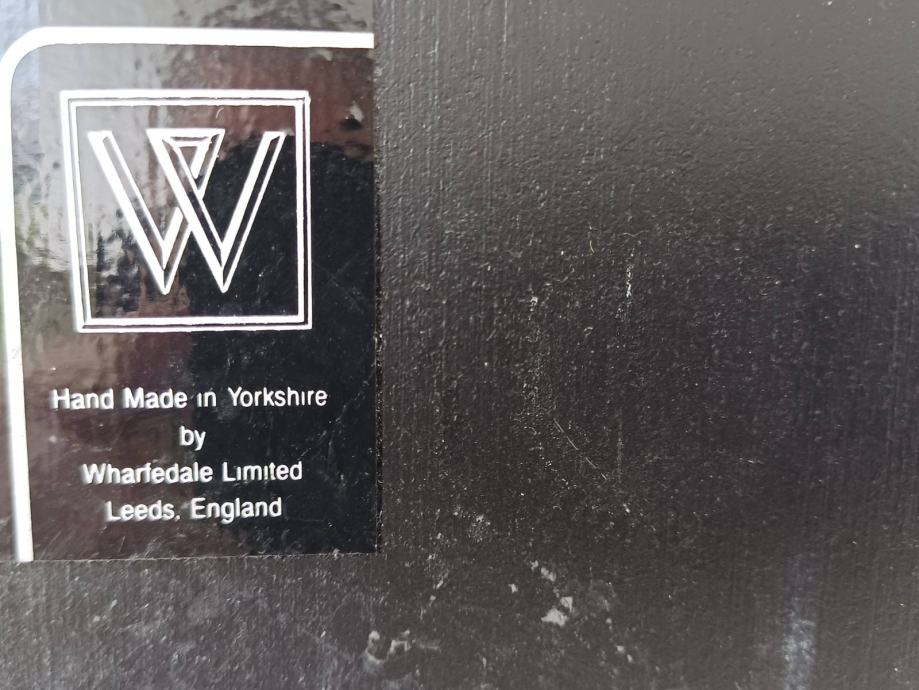 W
Hand Made in Yorkshire
by
Wharfedale Limited
Leeds, England